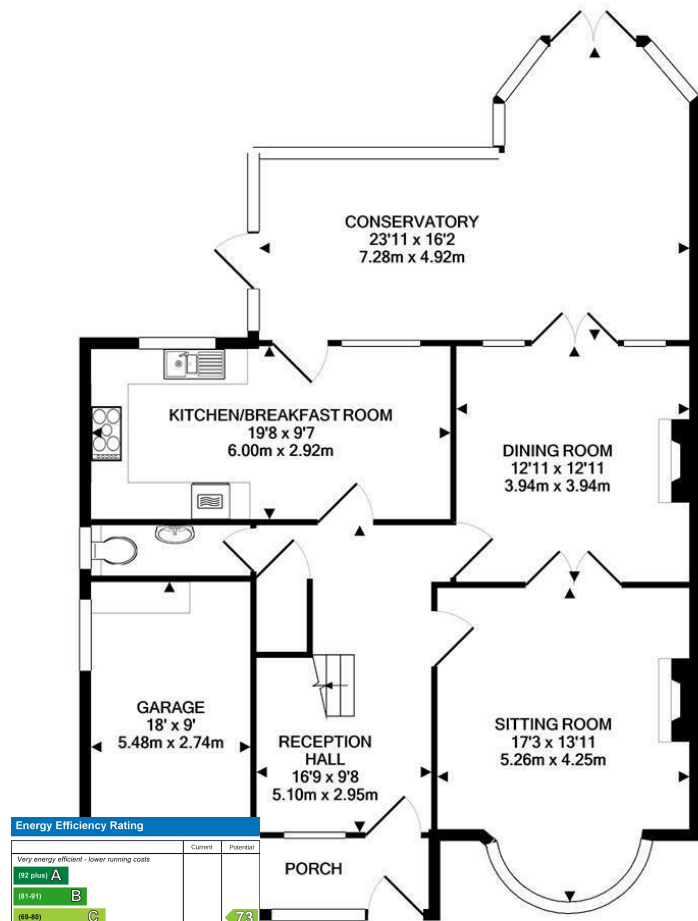 CONSERVATORY
23'11 x 16'2
7.28m x 4.92m
KITCHEN/BREAKFAST ROOM
19'8 x 9'7
6.00m x 2.92m
DINING ROOM
12'11 x 12'11
3.94m x 3.94m
GARAGE
18' x 9'
5.48m x 2.74m
RECEPTION
HALL
16'9 x 9'8
5.10m x 2.95m
SITTING ROOM
17'3 x 13'11
5.26m x 4.25m
PORCH
Energy Efficiency Rating
Current Potential
Very energy efficient - lower running costs
(92 plus) A
(81-91) B
(69-80) C
73